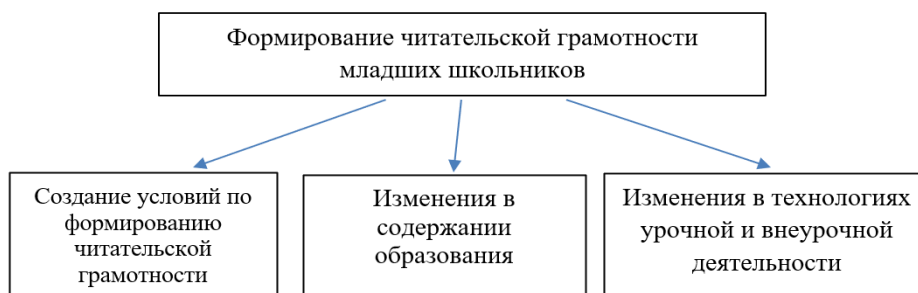 Формирование читательской грамотности
младших школьников
Создание условий по
формированию
читательской
грамотности
Изменения в
содержании
образования
Изменения в технологиях
урочной и внеурочной
деятельности